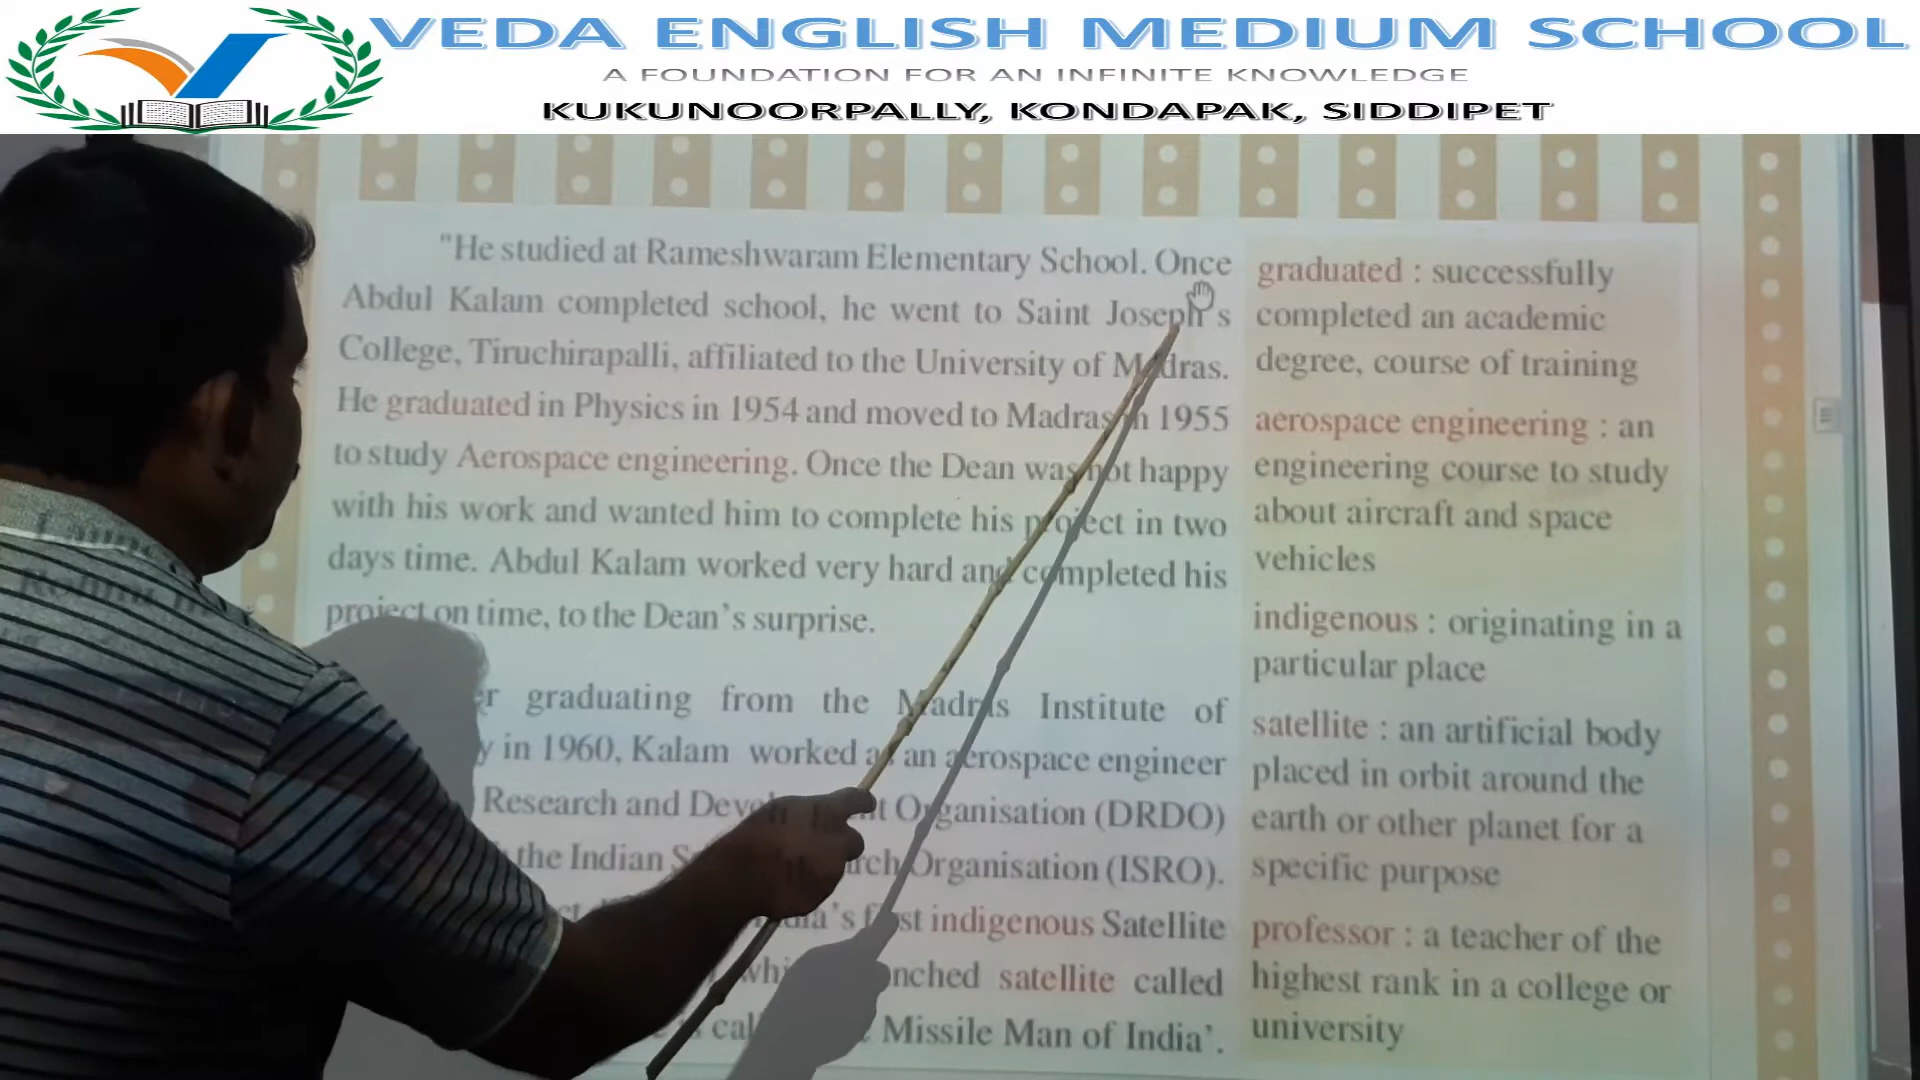 VEDA ENGLISH MEDIUM SCHOOL
A FOUNDATION FOR AN INFINITE KNOWLEDGE
KUKUNOORPALLY, KONDAPAK, SIDDIPET
"He studied at Rameshwaram Elementary School. Once
Abdul Kalam completed school, he went to Saint Joseph's
College, Tiruchirapalli, affiliated to the University of Madras.
He graduated in Physics in 1954 and moved to Madras in 1955
to study Aerospace engineering. Once the Dean was not happy
with his work and wanted him to complete his project in two
days time. Abdul Kalam worked very hard and completed his
project on time, to the Dean's surprise.
graduating from the Madras Institute of
in 1960, Kalam worked as an aerospace engineer
Research and Development Organisation (DRDO)
the Indian Organisation (ISRO).
first indigenous Satellite
satellite called
Missile Man of India'.
graduated : successfully
completed an academic
degree, course of training
aerospace engineering : an
engineering course to study
about aircraft and space
vehicles
indigenous : originating in a
particular place
satellite : an artificial body
placed in orbit around the
earth or other planet for a
specific purpose
professor : a teacher of the
highest rank in a college or
university